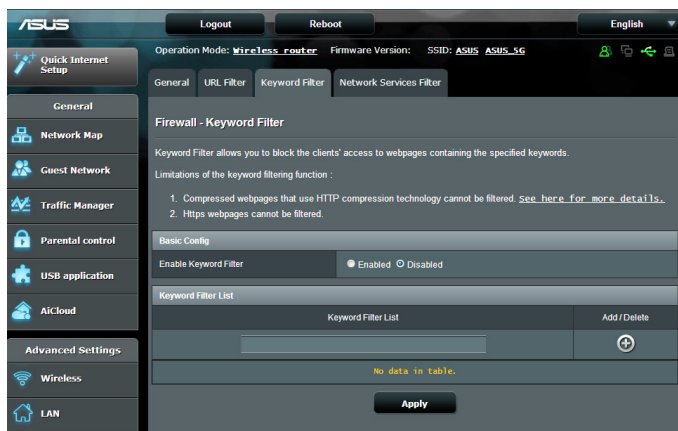 ASUS
Logout
Reboot
English
Quick Internet
Setup
Operation Mode: Wireless router Firmware Version: SSID: ASUS ASUS_5G
General
URL Filter
Keyword Filter
Network Services Filter
General
Network Map
Guest Network
Traffic Manager
Parental control
USB application
AiCloud
Advanced Settings
Wireless
LAN
Firewall - Keyword Filter
Keyword Filter allows you to block the clients' access to webpages containing the specified keywords.
Limitations of the keyword filtering function :
1. Compressed webpages that use HTTP compression technology cannot be filtered. See here for more details.
2. Https webpages cannot be filtered.
Basic Config
Enable Keyword Filter
Enabled Disabled
Keyword Filter List
Keyword Filter List
Add / Delete
No data in table.
Apply